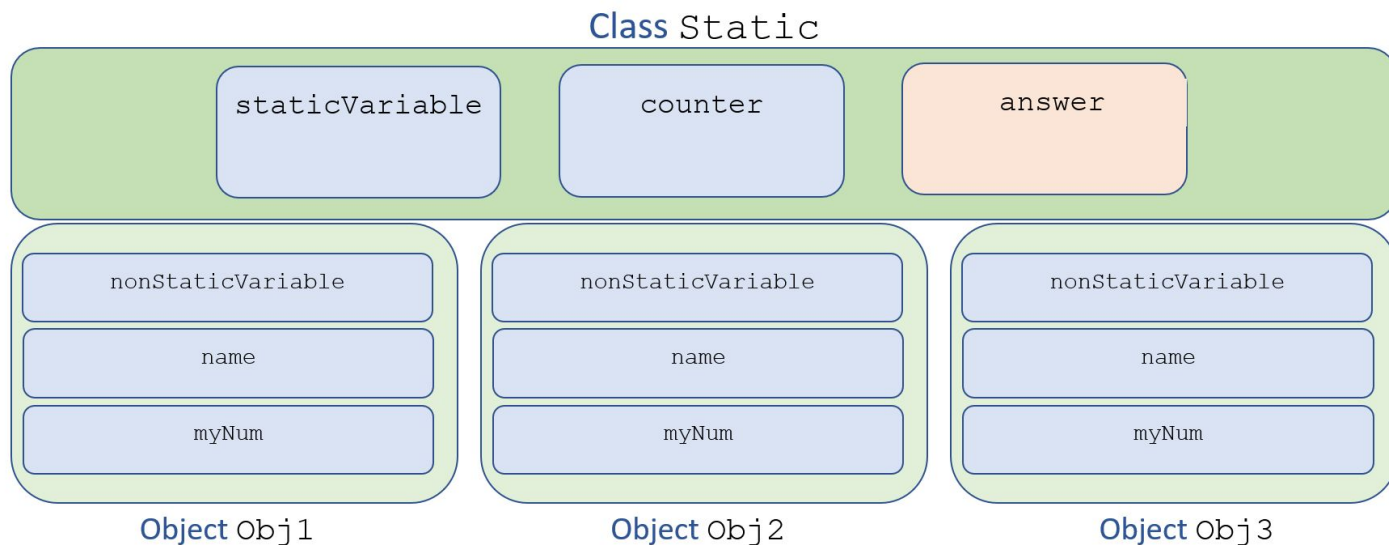 Class Static
staticVariable counter answer
nonStaticVariable nonStaticVariable nonStaticVariable
name name name
myNum myNum myNum
Object Obj1 Object Obj2 Object Obj3